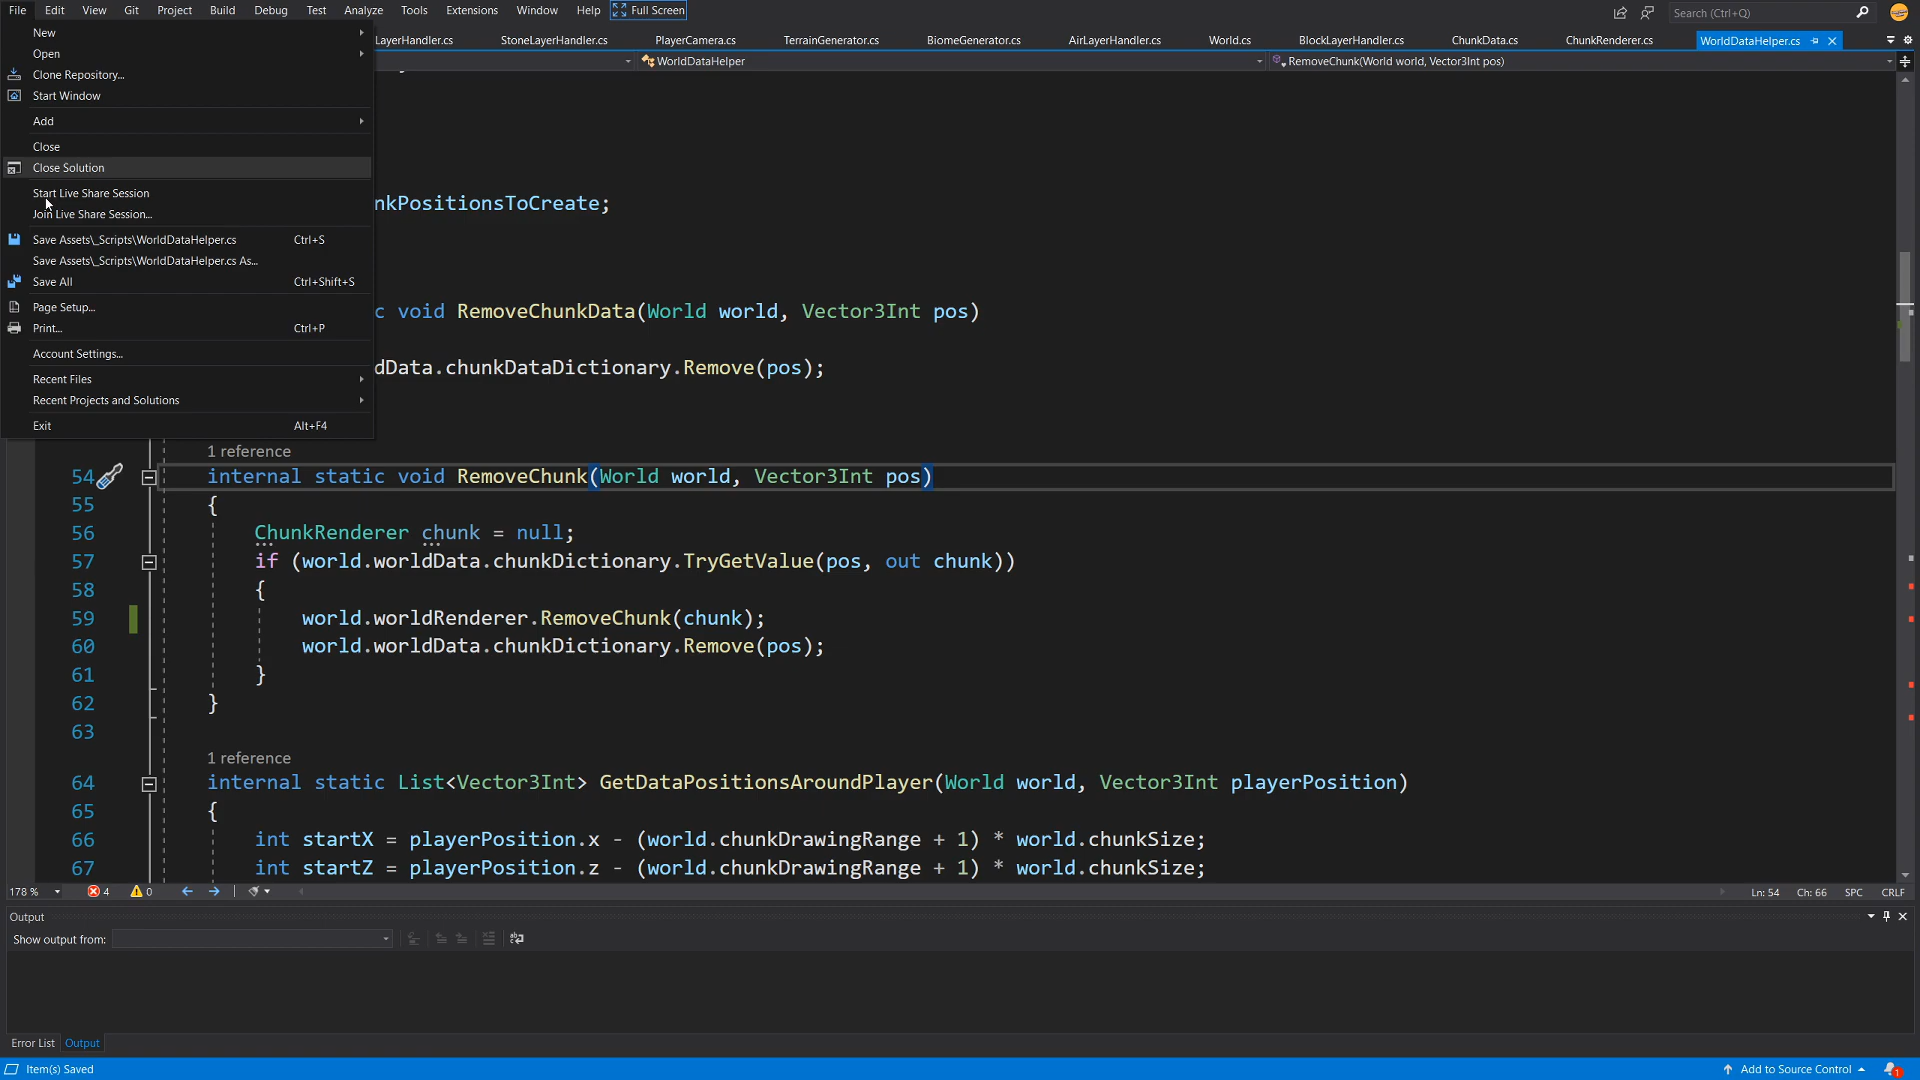 File Edit View Git Project Build Debug Test Analyze Tools Extensions Window Help Full Screen Search (Ctrl+Q)
New
Open
Clone Repository...
Start Window
Add
Close
Close Solution
Start Live Share Session
Join Live Share Session...
Save Assets\_Scripts\WorldDataHelper.cs Ctrl+S
Save Assets\_Scripts\WorldDataHelper.cs As...
Save All Ctrl+Shift+S
Page Setup...
Print... Ctrl+P
Account Settings...
Recent Files
Recent Projects and Solutions
Exit Alt+F4
ayerHandler.cs StoneLayerHandler.cs PlayerCamera.cs TerrainGenerator.cs BiomeGenerator.cs AirLayerHandler.cs World.cs BlockLayerHandler.cs ChunkData.cs ChunkRenderer.cs WorldDataHelper.cs
WorldDataHelper RemoveChunk(World world, Vector3Int pos)
nkPositionsToCreate;
c void RemoveChunkData(World world, Vector3Int pos)
dData.chunkDataDictionary.Remove(pos);
1 reference
54 internal static void RemoveChunk(World world, Vector3Int pos)
55 {
56 ChunkRenderer chunk = null;
57 if (world.worldData.chunkDictionary.TryGetValue(pos, out chunk))
58 {
59 world.worldRenderer.RemoveChunk(chunk);
60 world.worldData.chunkDictionary.Remove(pos);
61 }
62 }
63
1 reference
64 internal static List<Vector3Int> GetDataPositionsAroundPlayer(World world, Vector3Int playerPosition)
65 {
66 int startX = playerPosition.x - (world.chunkDrawingRange + 1) * world.chunkSize;
67 int startZ = playerPosition.z - (world.chunkDrawingRange + 1) * world.chunkSize;
178 % 4 0 Ln: 54 Ch: 66 SPC CRLF
Output
Show output from:
Error List Output
Item(s) Saved Add to Source Control 1